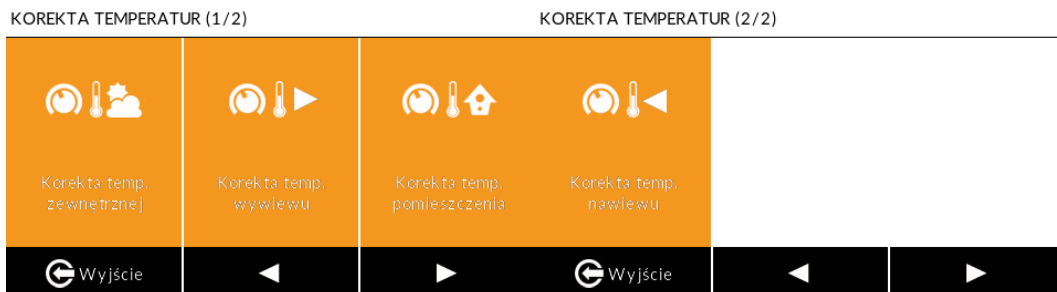 KOREKTA TEMPERATUR (1/2)
Korekta temp.
zewnętrznej
Korekta temp.
wywiewu
Korekta temp.
pomieszczenia
Wyjście
KOREKTA TEMPERATUR (2/2)
Korekta temp.
nawiewu
Wyjście